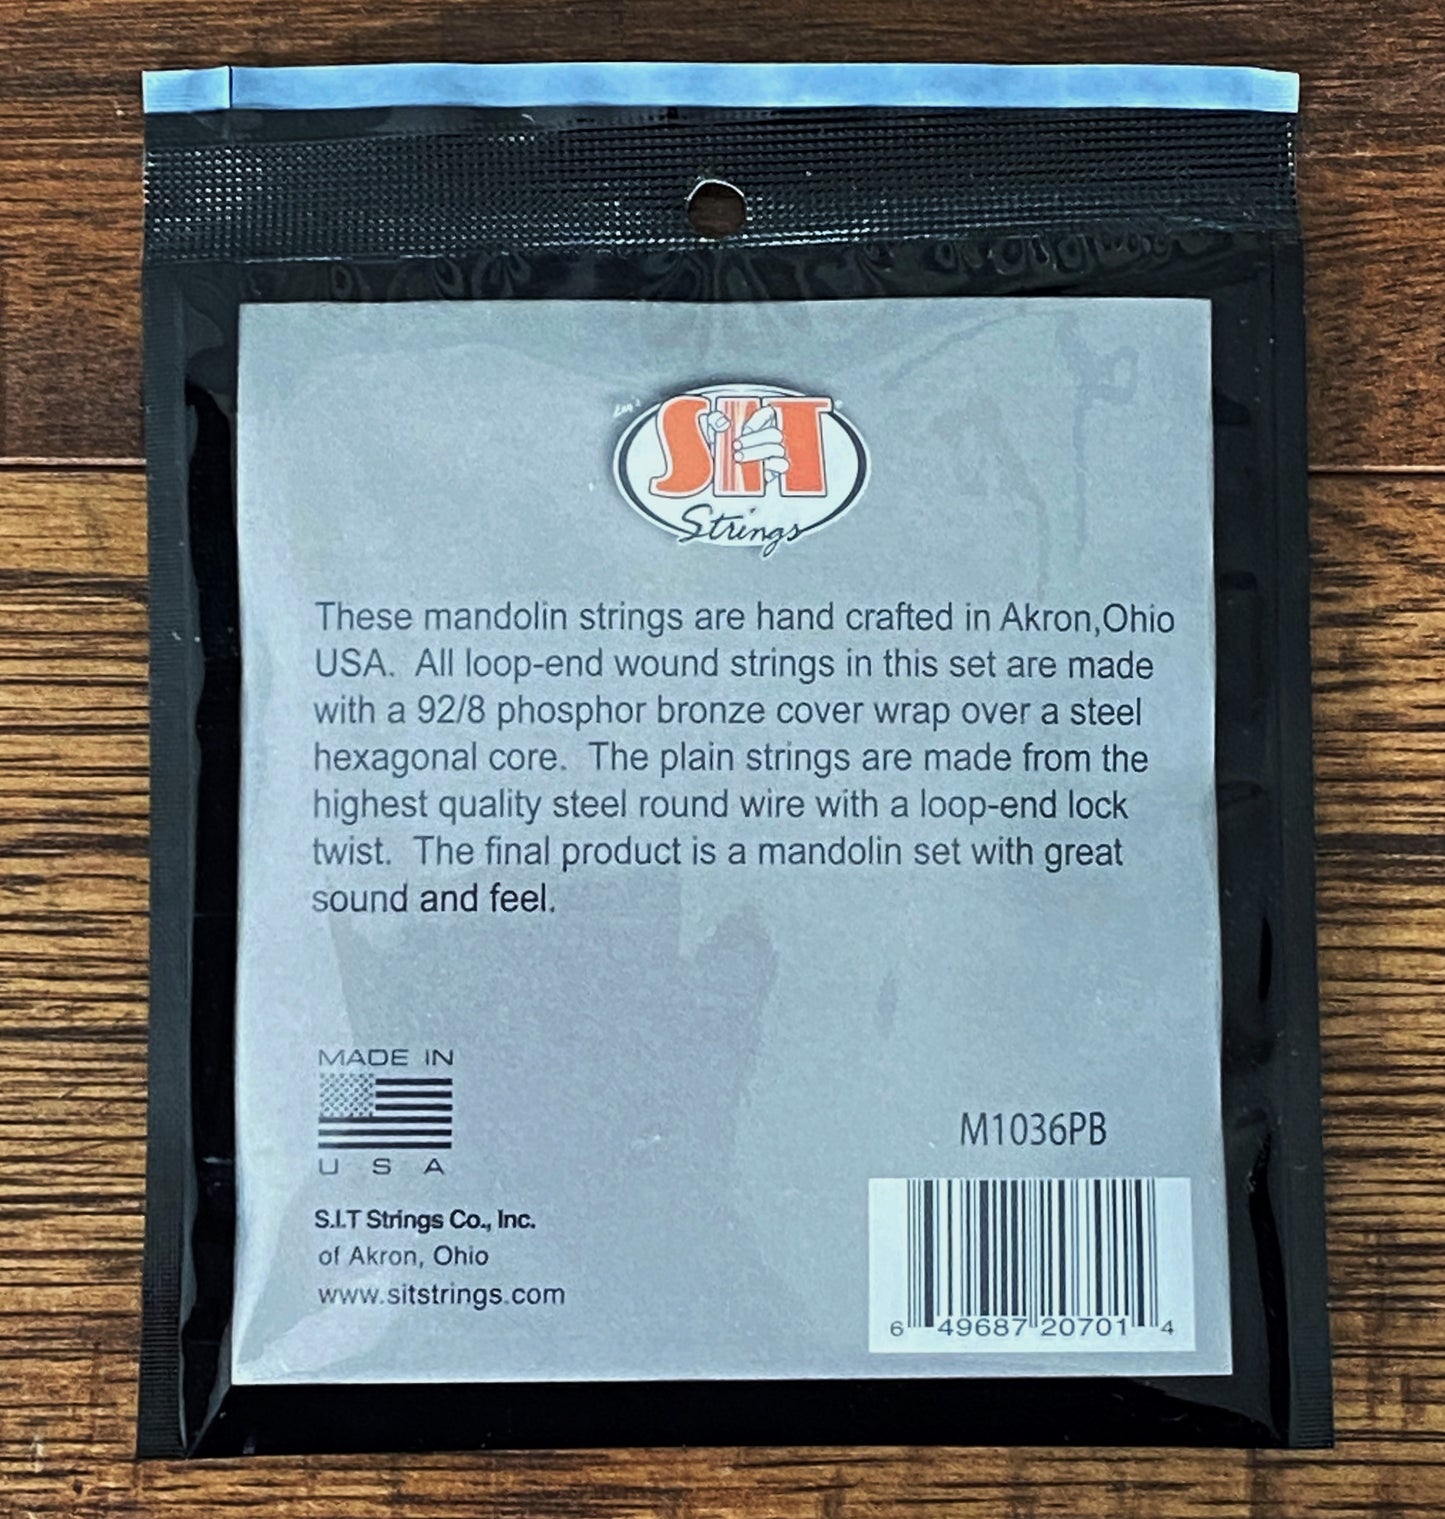 SIT
Strings
These mandolin strings are hand crafted in Akron,Ohio
USA. All loop-end wound strings in this set are made
with a 92/8 phosphor bronze cover wrap over a steel
hexagonal core. The plain strings are made from the
highest quality steel round wire with a loop-end lock
twist. The final product is a mandolin set with great
sound and feel.
MADE IN
U S A
S.I.T Strings Co., Inc.
of Akron, Ohio
www.sitstrings.com
M1036PB
6 49687 20701 4